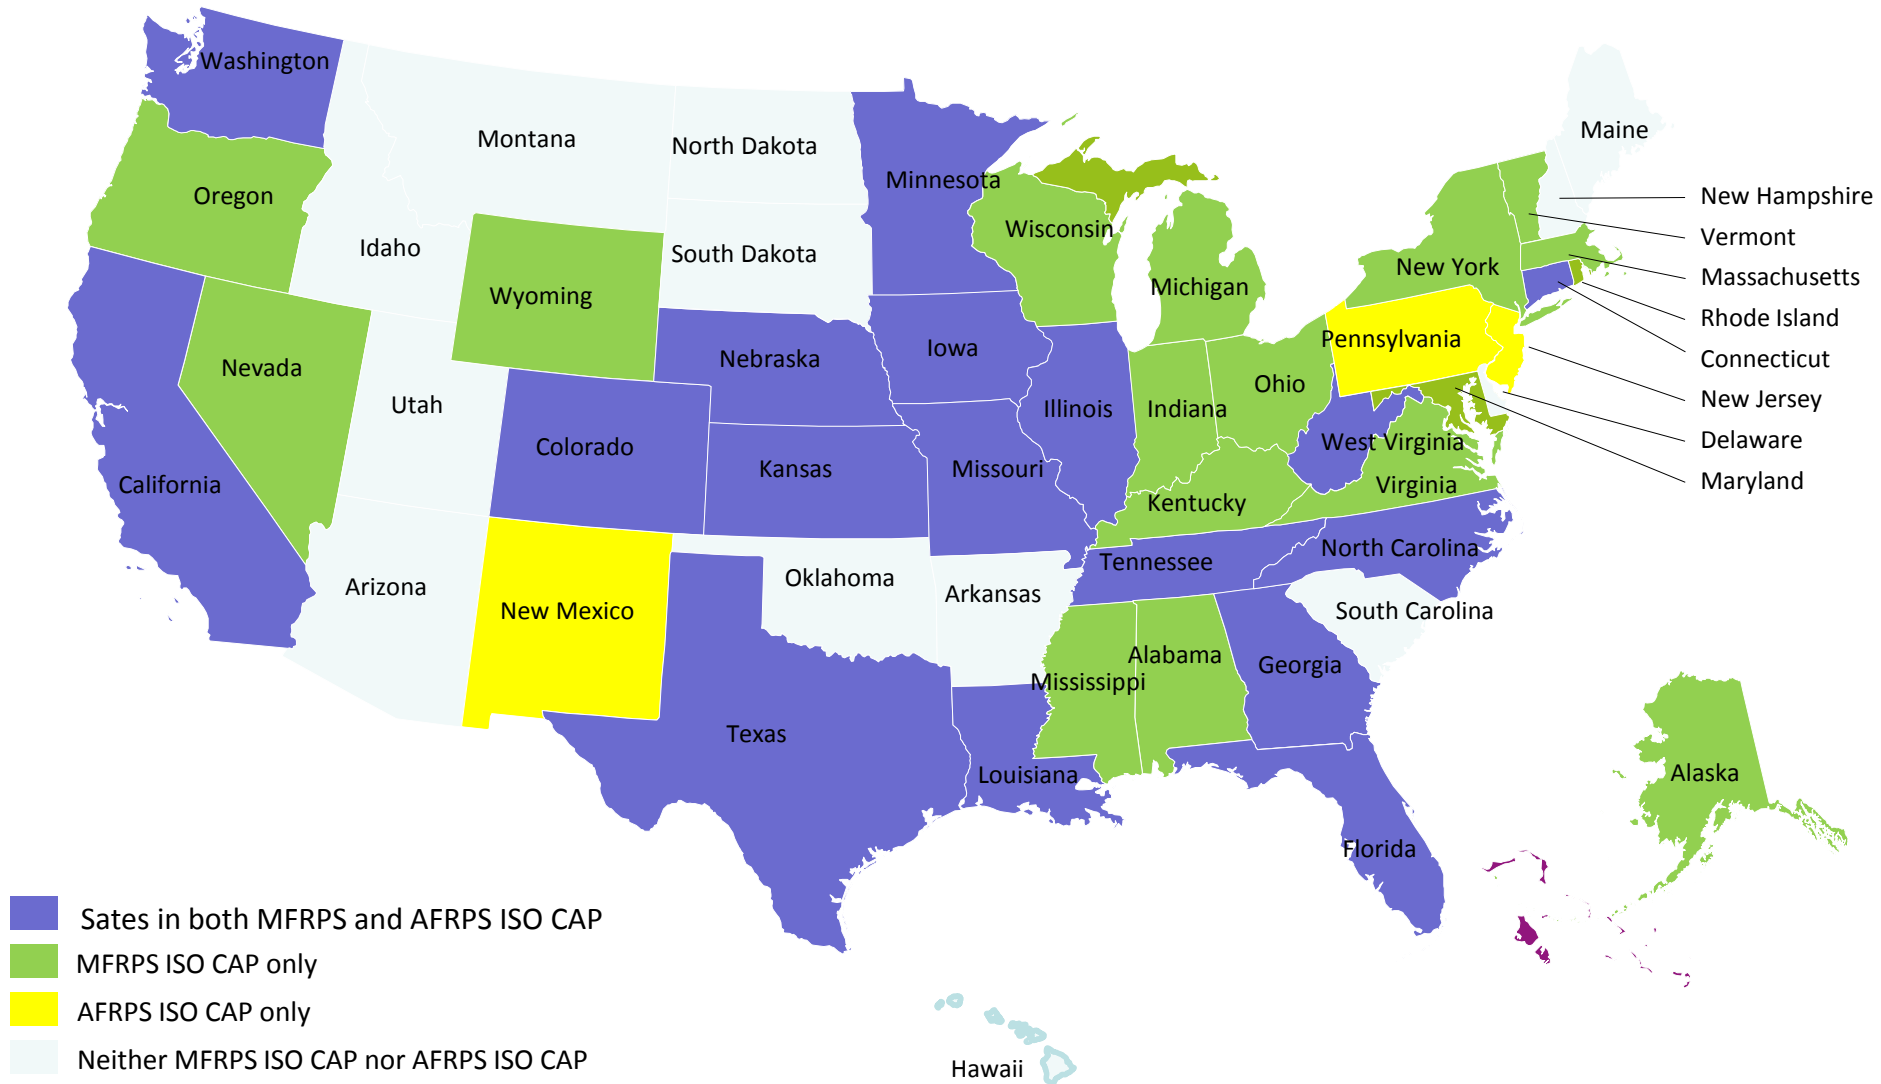 Washington
Montana
North Dakota
Maine
Minnesota
Oregon
New Hampshire
Wisconsin
Vermont
Idaho
South Dakota
New York
Massachusetts
Michigan
Wyoming
Rhode Island
Pennsylvania
Nebraska
Iowa
Connecticut
Nevada
Ohio
New Jersey
Utah
Illinois
Indiana
Delaware
Colorado
West Virginia
Kansas
Missouri
Maryland
California
Virginia
Kentucky
North Carolina
Tennessee
Oklahoma
Arizona
Arkansas
New Mexico
South Carolina
Alabama
Georgia
Mississippi
Texas
Louisiana
Alaska
Florida
Sates in both MFRPS and AFRPS ISO CAP
MFRPS ISO CAP only
AFRPS ISO CAP only
Neither MFRPS ISO CAP nor AFRPS ISO CAP
Hawaii